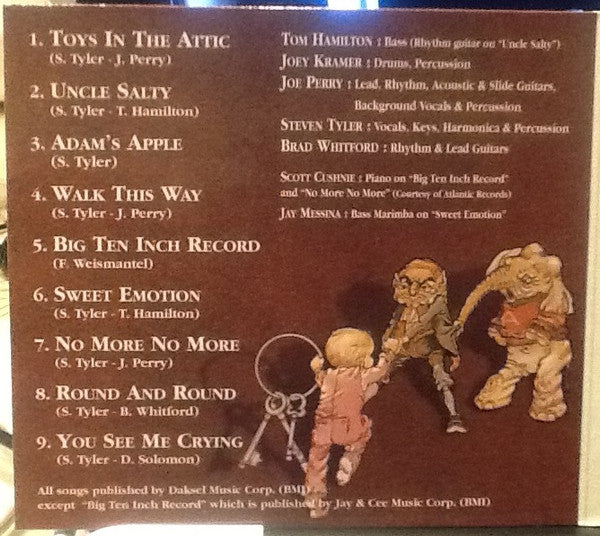 1. TOYS IN THE ATTIC
(S. Tyler - J. Perry)
2. UNCLE SALTY
(S. Tyler - T. Hamilton)
3. ADAM'S APPLE
(S. Tyler)
4. WALK THIS WAY
(S. Tyler - J. Perry)
5. BIG TEN INCH RECORD
(F. Weismantel)
6. SWEET EMOTION
(S. Tyler - T. Hamilton)
7. NO MORE NO MORE
(S. Tyler - J. Perry)
8. ROUND AND ROUND
(S. Tyler - B. Whitford)
9. YOU SEE ME CRYING
(S. Tyler - D. Solomon)
TOM HAMILTON : Bass (Rhythm guitar on "Uncle Salty")
JOEY KRAMER : Drums, Percussion
JOE PERRY : Lead, Rhythm, Acoustic & Slide Guitars,
Background Vocals & Percussion
STEVEN TYLER : Vocals, Keys, Harmonica & Percussion
BRAD WHITFORD : Rhythm & Lead Guitars
SCOTT CUSHNIE : Piano on "Big Ten Inch Record"
and "No More No More" (Courtesy of Atlantic Records)
JAY MESSINA : Bass Marimba on "Sweet Emotion"
All songs published by Daksel Music Corp. (BMI)
except "Big Ten Inch Record" which is published by Jay & Cee Music Corp. (BMI)